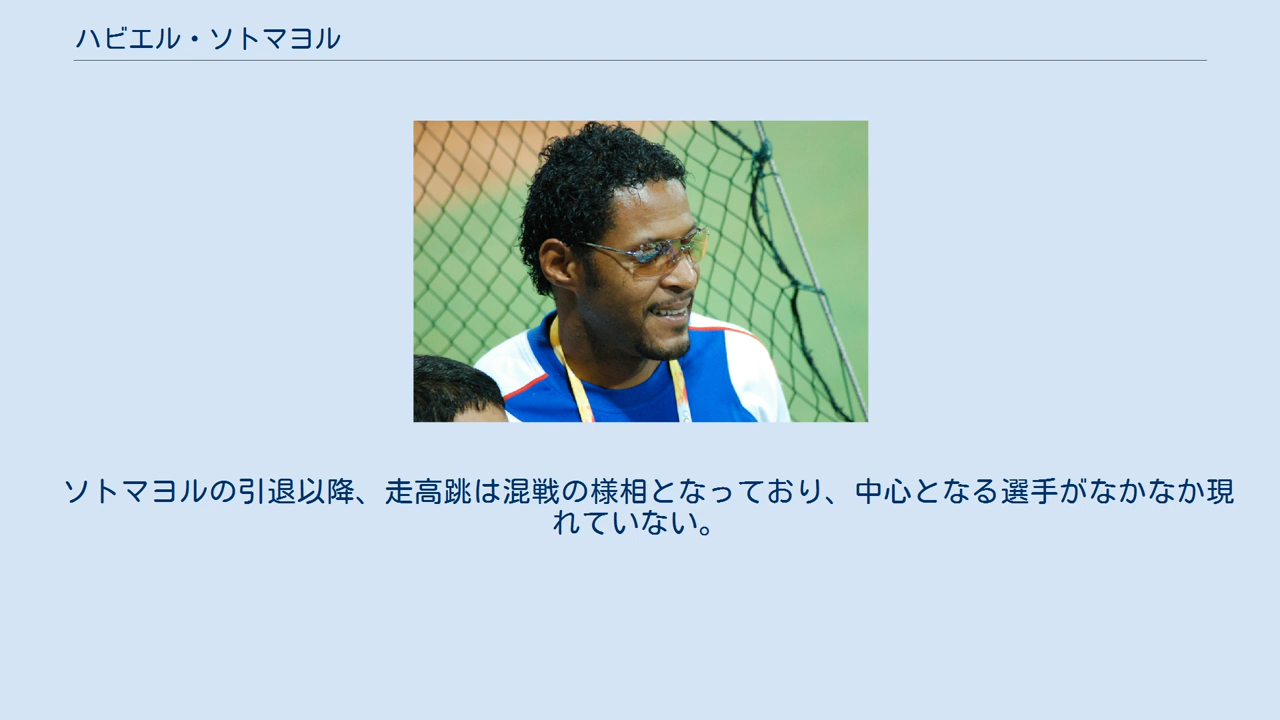 ハビエル・ソトマヨル
ソトマヨルの引退以降、走高跳は混戦の様相となっており、中心となる選手がなかなか現
れていない。